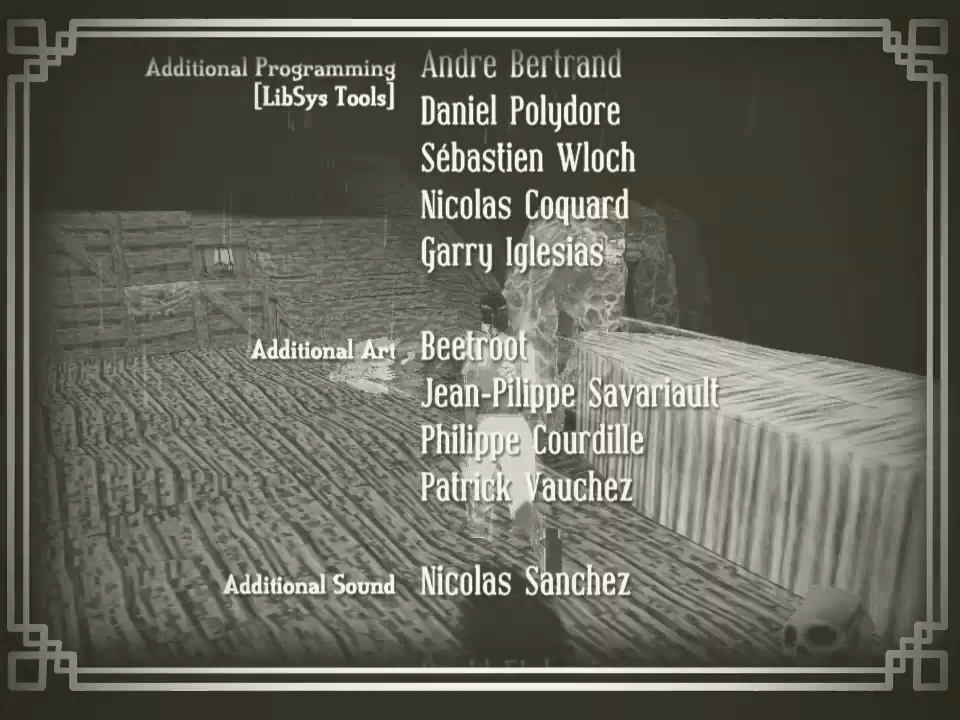 Additional Programming Andre Bertrand
[LibSys Tools] Daniel Polydore
Sébastien Wloch
Nicolas Coquard
Garry Iglesias
Additional Art Beetroot
Jean-Pilippe Savariault
Philippe Courdille
Patrick Vauchez
Additional Sound Nicolas Sanchez